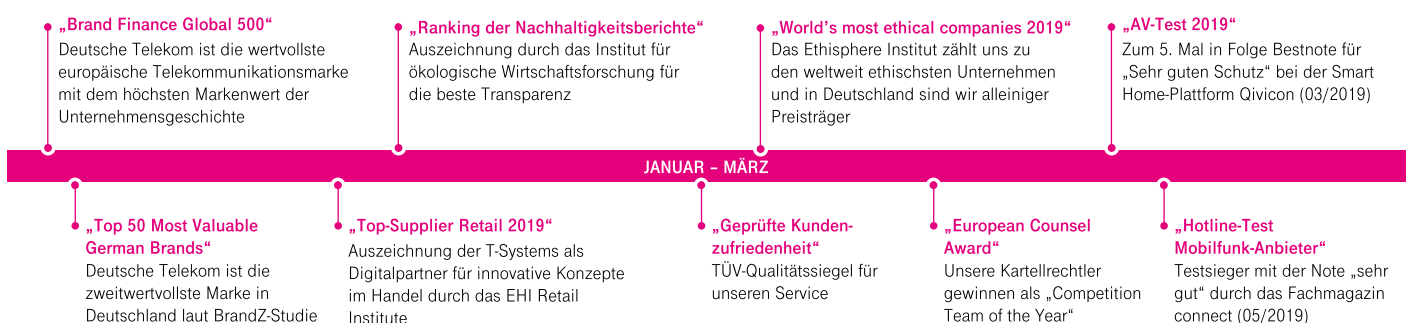 „Brand Finance Global 500“
Deutsche Telekom ist die wertvollste
europäische Telekommunikationsmarke
mit dem höchsten Markenwert der
Unternehmensgeschichte
„Ranking der Nachhaltigkeitsberichte“
Auszeichnung durch das Institut für
ökologische Wirtschaftsforschung für
die beste Transparenz
„World’s most ethical companies 2019“
Das Ethisphere Institut zählt uns zu
den weltweit ethischsten Unternehmen
und in Deutschland sind wir alleiniger
Preisträger
„AV-Test 2019“
Zum 5. Mal in Folge Bestnote für
„Sehr guten Schutz“ bei der Smart
Home-Plattform Qivicon (03/2019)
JANUAR – MÄRZ
„Top 50 Most Valuable
German Brands“
Deutsche Telekom ist die
zweitwertvollste Marke in
Deutschland laut BrandZ-Studie
„Top-Supplier Retail 2019“
Auszeichnung der T-Systems als
Digitalpartner für innovative Konzepte
im Handel durch das EHI Retail
Institute
„Geprüfte Kunden-
zufriedenheit“
TÜV-Qualitätssiegel für
unseren Service
„European Counsel
Award“
Unsere Kartellrechtler
gewinnen als „Competition
Team of the Year“
„Hotline-Test
Mobilfunk-Anbieter“
Testsieger mit der Note „sehr
gut“ durch das Fachmagazin
connect (05/2019)